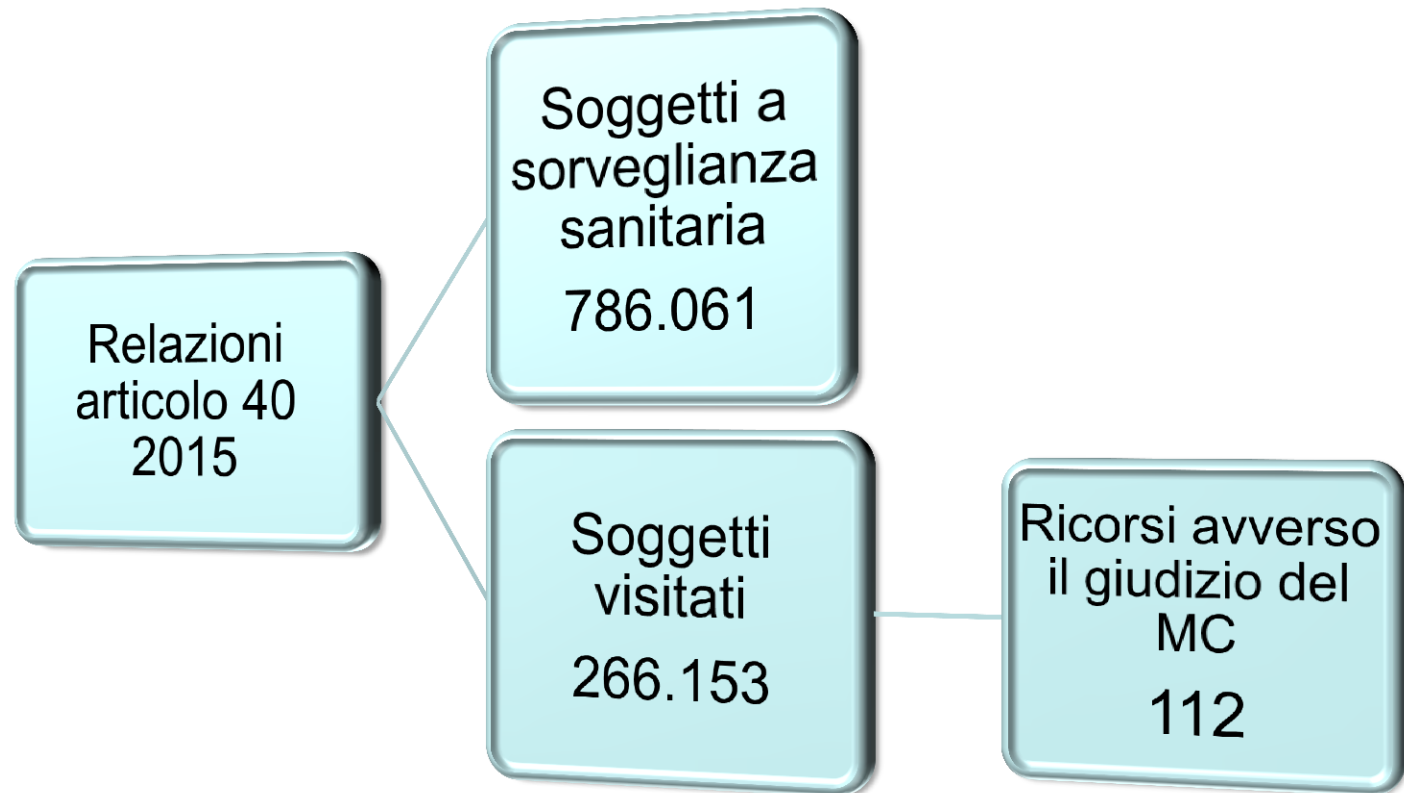 Relazioni
articolo 40
2015
Soggetti a
sorveglianza
sanitaria
786.061
Soggetti
visitati
266.153
Ricorsi avverso
il giudizio del
MC
112